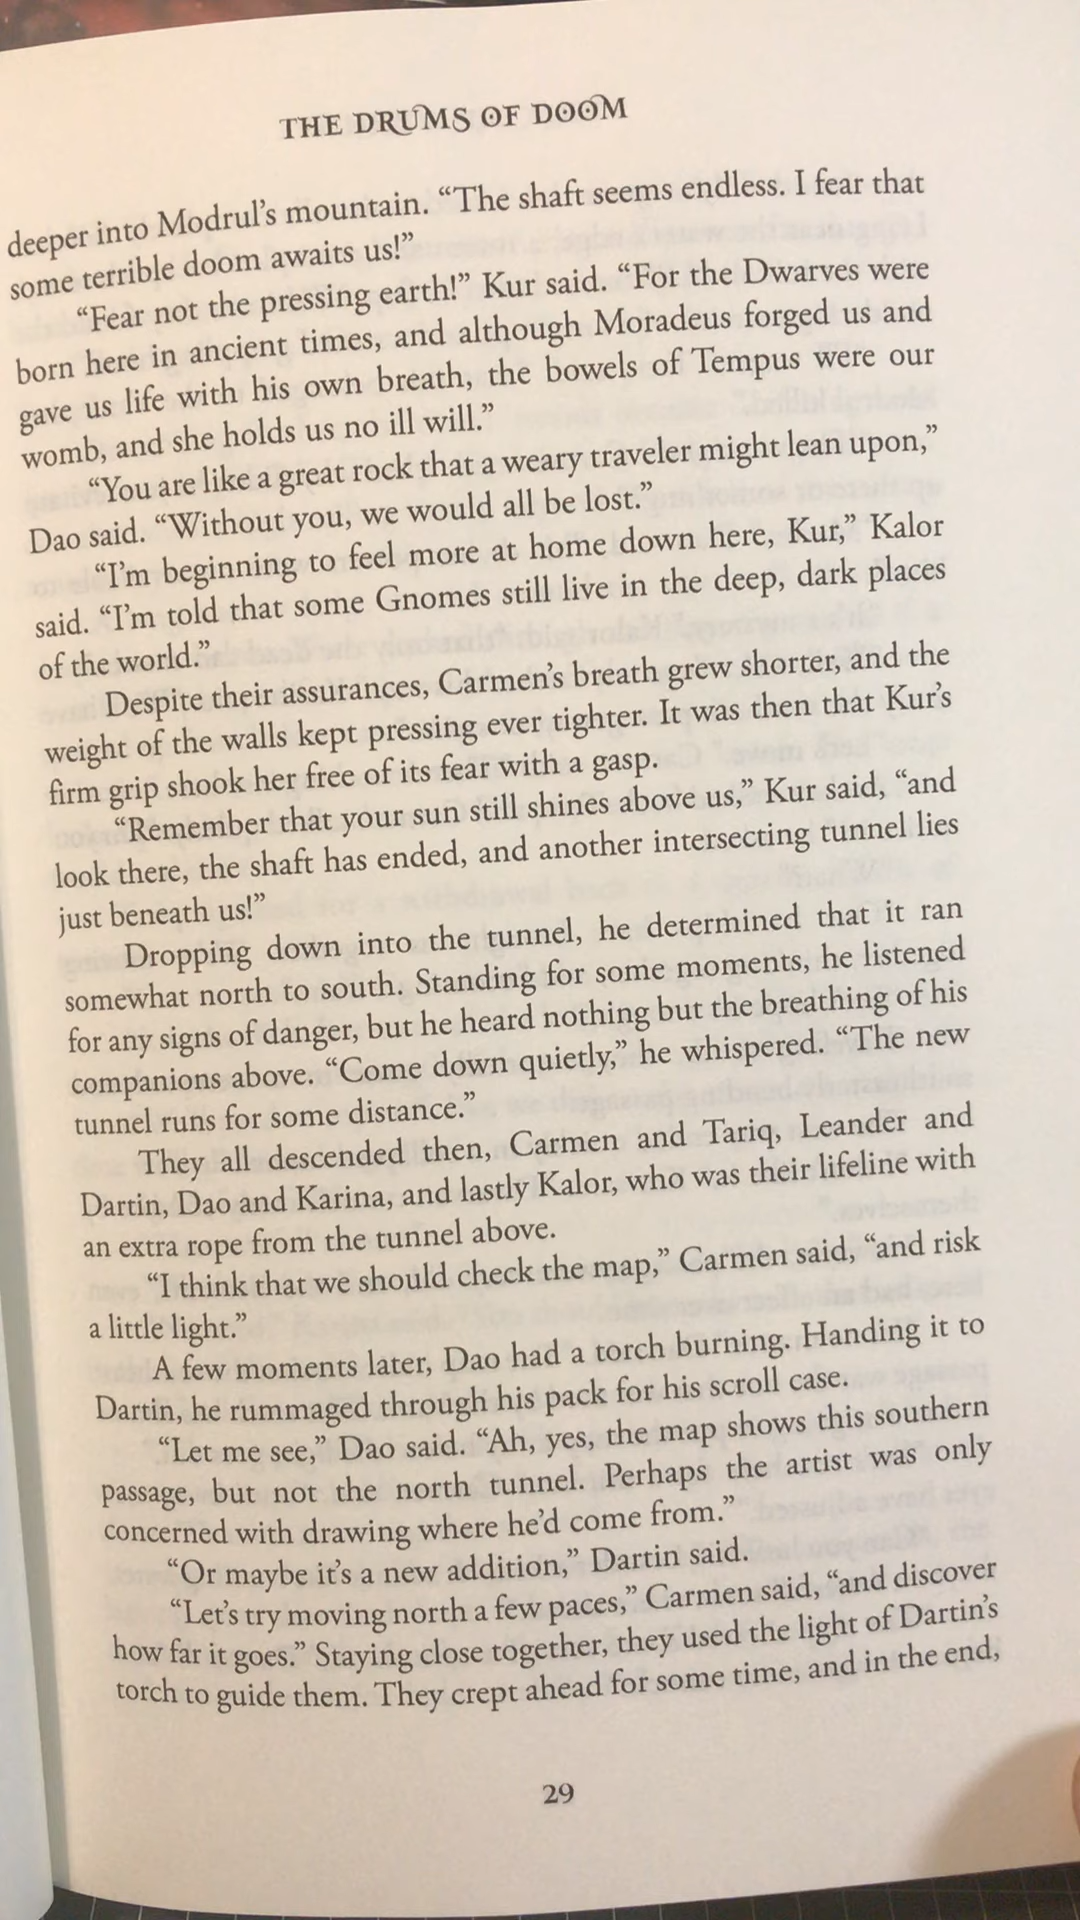 THE DRUMS OF DOOM
deeper into Modrul’s mountain. “The shaft seems endless. I fear that
some terrible doom awaits us!”
“Fear not the pressing earth!” Kur said. “For the Dwarves were
born here in ancient times, and although Moradeus forged us and
gave us life with his own breath, the bowels of Tempus were our
womb, and she holds us no ill will.”
“You are like a great rock that a weary traveler might lean upon,”
Dao said. “Without you, we would all be lost.”
“I’m beginning to feel more at home down here, Kur,” Kalor
said. “I’m told that some Gnomes still live in the deep, dark places
of the world.”
Despite their assurances, Carmen’s breath grew shorter, and the
weight of the walls kept pressing ever tighter. It was then that Kur’s
firm grip shook her free of its fear with a gasp.
“Remember that your sun still shines above us,” Kur said, “and
look there, the shaft has ended, and another intersecting tunnel lies
just beneath us!”
Dropping down into the tunnel, he determined that it ran
somewhat north to south. Standing for some moments, he listened
for any signs of danger, but he heard nothing but the breathing of his
companions above. “Come down quietly,” he whispered. “The new
tunnel runs for some distance.”
They all descended then, Carmen and Tariq, Leander and
Dartin, Dao and Karina, and lastly Kalor, who was their lifeline with
an extra rope from the tunnel above.
“I think that we should check the map,” Carmen said, “and risk
a little light.”
A few moments later, Dao had a torch burning. Handing it to
Dartin, he rummaged through his pack for his scroll case.
“Let me see,” Dao said. “Ah, yes, the map shows this southern
passage, but not the north tunnel. Perhaps the artist was only
concerned with drawing where he’d come from.”
“Or maybe it’s a new addition,” Dartin said.
“Let’s try moving north a few paces,” Carmen said, “and discover
how far it goes.” Staying close together, they used the light of Dartin’s
torch to guide them. They crept ahead for some time, and in the end,
29